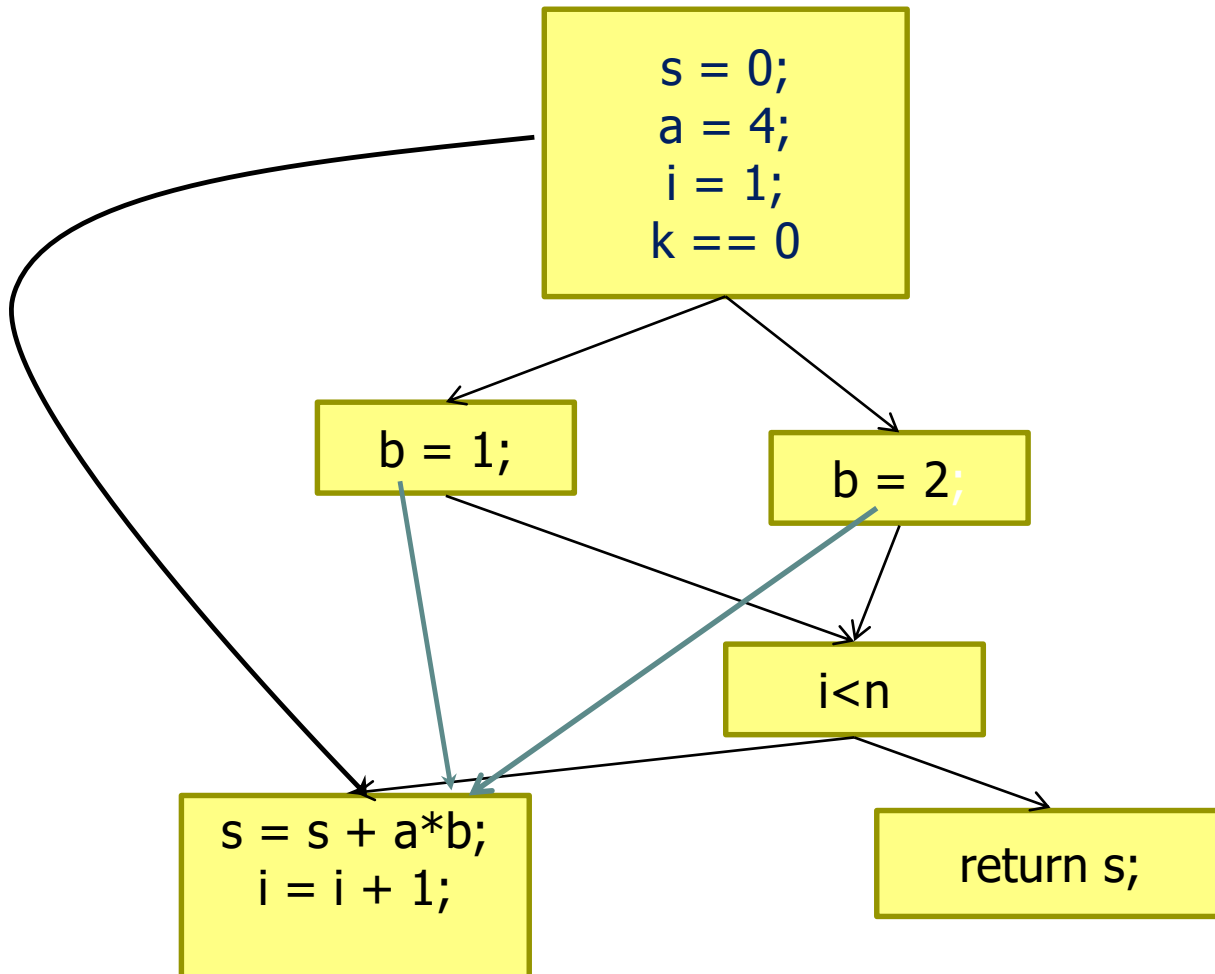 s = 0;
a = 4;
i = 1;
k == 0
b = 1;
b = 2;
i<n
s = s + a*b;
i = i + 1;
return s;